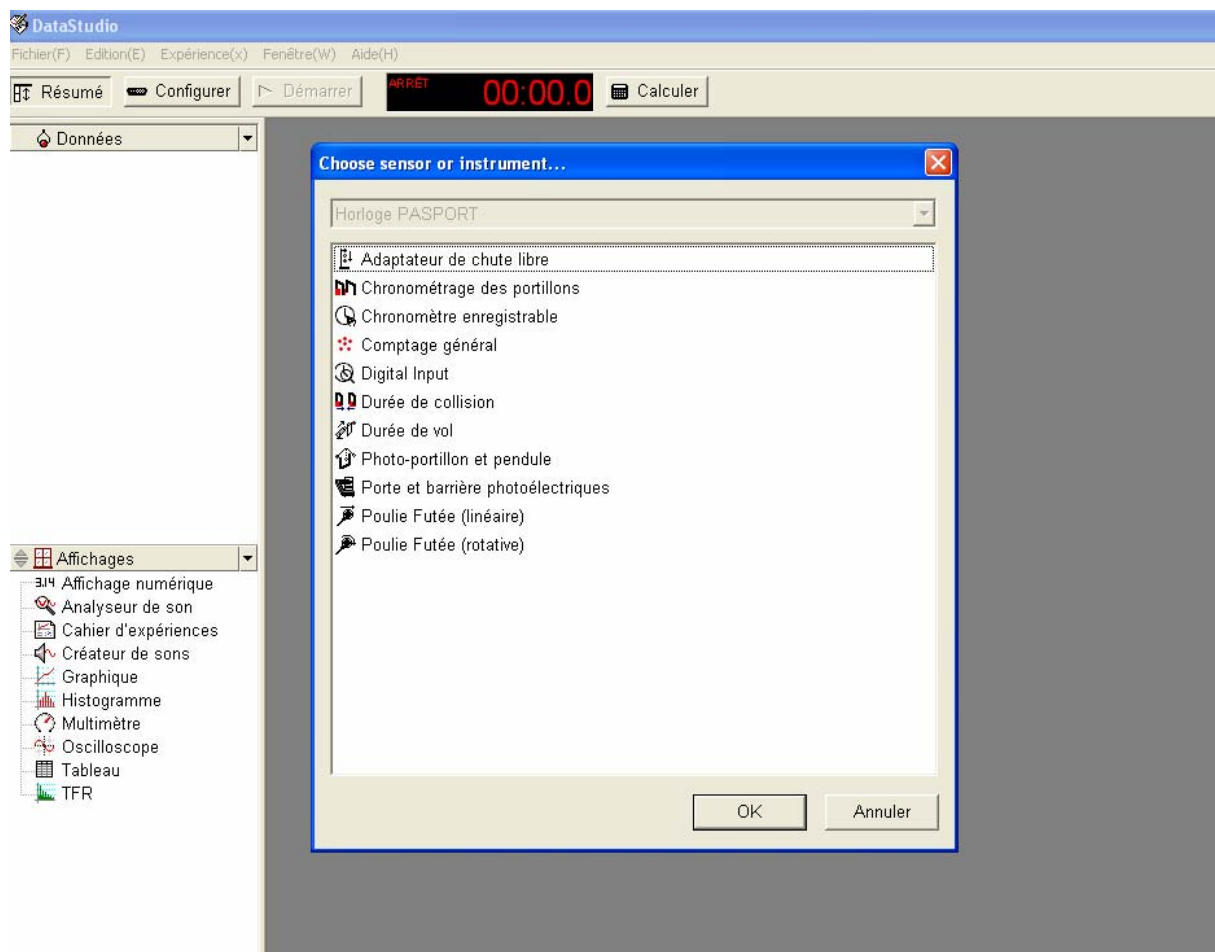 DataStudio
Fichier(F) Edition(E) Expérience(x) Fenêtre(W) Aide(H)
Résumé Configurer Démarrer ARRÊT 00:00.0 Calculer
Données
Choose sensor or instrument...
Horloge PASPORT
Adaptateur de chute libre
Chronométrage des portillons
Chronomètre enregistrable
Comptage général
Digital Input
Durée de collision
Durée de vol
Photo-portillon et pendule
Porte et barrière photoélectriques
Poulie Futée (linéaire)
Poulie Futée (rotative)
OK Annuler
Affichages
3.14 Affichage numérique
Analyseur de son
Cahier d'expériences
Créateur de sons
Graphique
Histogramme
Multimètre
Oscilloscope
Tableau
TFR